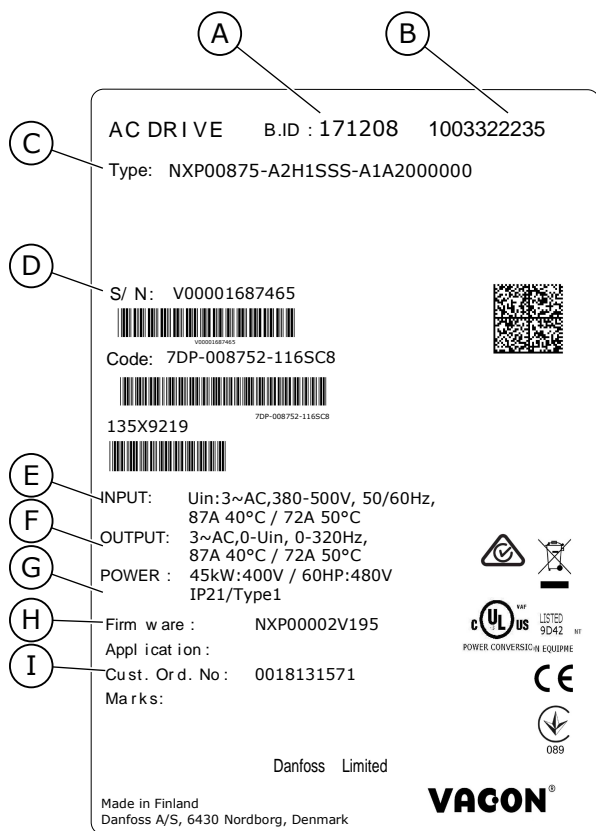 A
B
AC DRIVE B.ID : 171208 1003322235
C
Type: NXP00875-A2H1SSS-A1A2000000
D
S/ N: V00001687465
V00001687465
Code: 7DP-008752-116SC8
7DP-008752-116SC8
135X9219
E
INPUT: Uin:3~AC,380-500V, 50/60Hz,
87A 40°C / 72A 50°C
F
OUTPUT: 3~AC,0-Uin, 0-320Hz,
87A 40°C / 72A 50°C
G
POWER : 45kW:400V / 60HP:480V
IP21/Type1
H
Firm w are : NXP00002V195
Appl icat ion :
I
Cust. Ord. No : 0018131571
Marks:
VAF
C UL US LISTED
9D42 NT
POWER CONVERSION EQUIPME
CE
089
Danfoss Limited
Made in Finland
Danfoss A/S, 6430 Nordborg, Denmark
VACON®